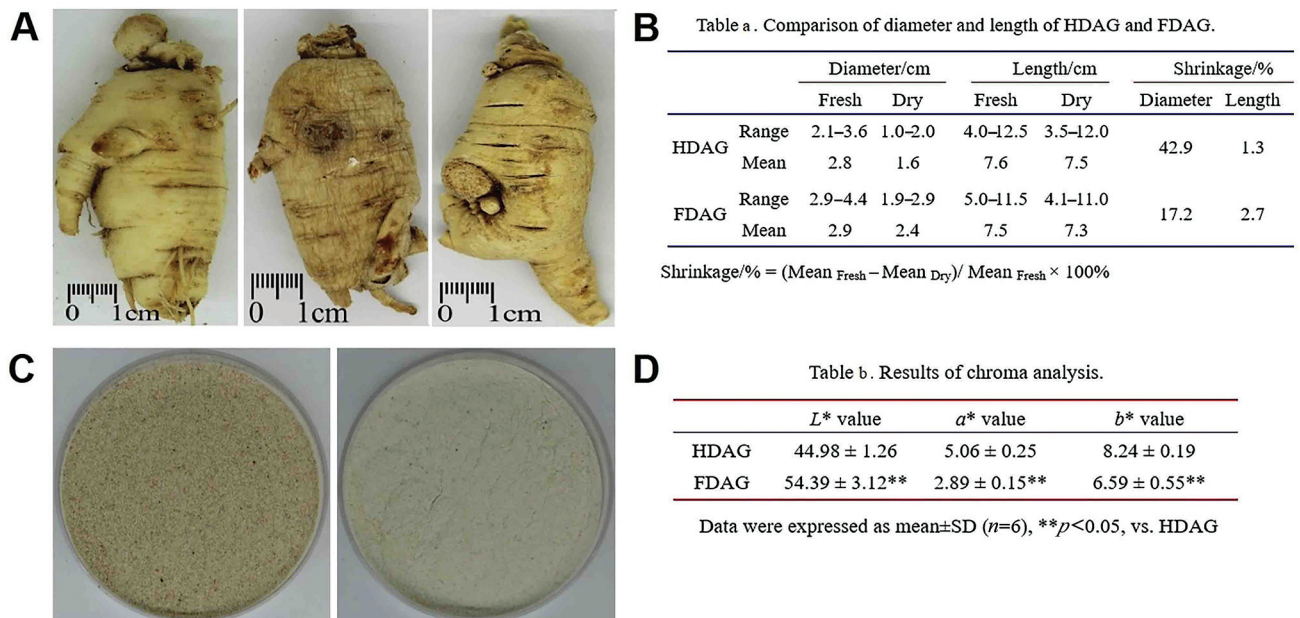 A
0 1cm
0 1cm
0 1cm
B
Table a. Comparison of diameter and length of HDAG and FDAG.
Diameter/cm Length/cm Shrinkage/%
Fresh Dry Fresh Dry Diameter Length
HDAG Range 2.1–3.6 1.0–2.0 4.0–12.5 3.5–12.0 42.9 1.3
Mean 2.8 1.6 7.6 7.5
FDAG Range 2.9–4.4 1.9–2.9 5.0–11.5 4.1–11.0 17.2 2.7
Mean 2.9 2.4 7.5 7.3
Shrinkage/% = (Mean Fresh – Mean Dry)/ Mean Fresh × 100%
C
D
Table b. Results of chroma analysis.
L* value a* value b* value
HDAG 44.98 ± 1.26 5.06 ± 0.25 8.24 ± 0.19
FDAG 54.39 ± 3.12** 2.89 ± 0.15** 6.59 ± 0.55**
Data were expressed as mean±SD (n=6), **p<0.05, vs. HDAG